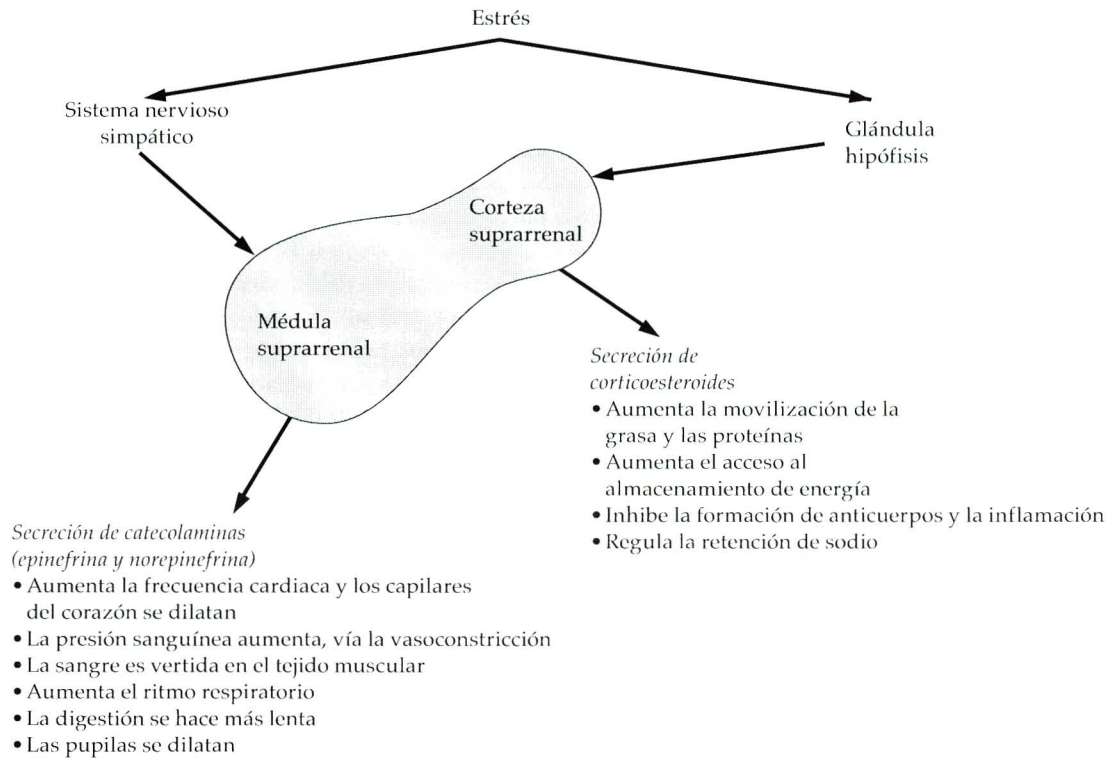 Estrés
Sistema nervioso
simpático
Glándula
hipófisis
Corteza
suprarrenal
Médula
suprarrenal
Secreción de
corticoesteroides
• Aumenta la movilización de la
grasa y las proteínas
• Aumenta el acceso al
almacenamiento de energía
• Inhibe la formación de anticuerpos y la inflamación
• Regula la retención de sodio
Secreción de catecolaminas
(epinefrina y norepinefrina)
• Aumenta la frecuencia cardiaca y los capilares
del corazón se dilatan
• La presión sanguínea aumenta, vía la vasoconstricción
• La sangre es vertida en el tejido muscular
• Aumenta el ritmo respiratorio
• La digestión se hace más lenta
• Las pupilas se dilatan